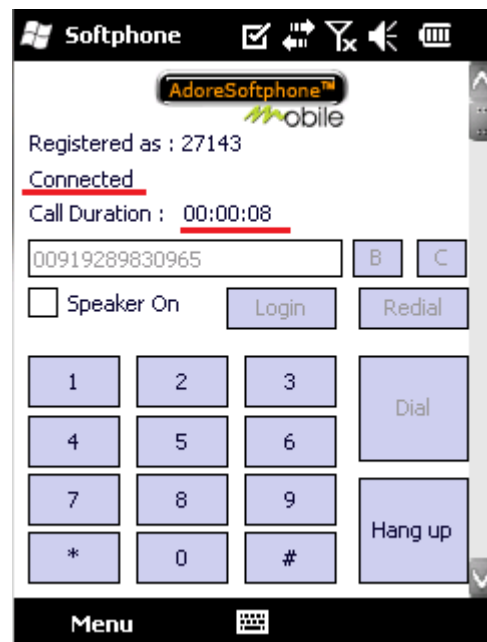 Softphone
AdoreSoftphone™
mobile
Registered as : 27143
Connected
Call Duration : 00:00:08
00919289830965 B C
Speaker On Login Redial
1 2 3 Dial
4 5 6
7 8 9 Hang up
* 0 #
Menu